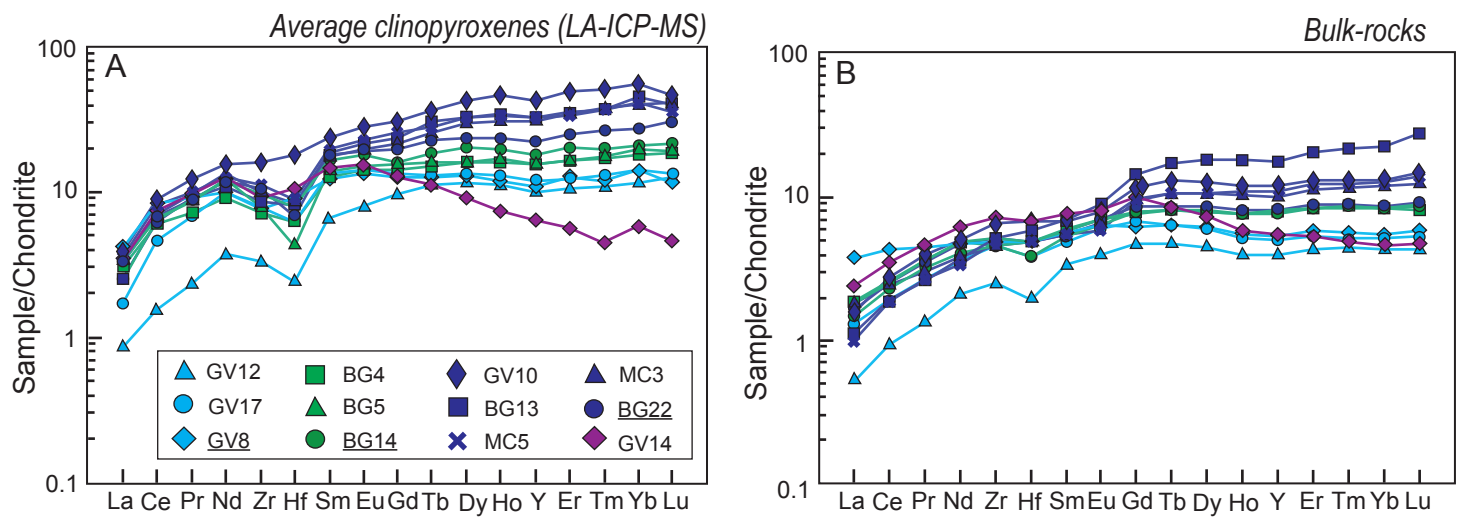 Average clinopyroxenes (LA-ICP-MS)
Bulk-rocks
A
B
Sample/Chondrite
100
10
1
0.1
La Ce Pr Nd Zr Hf Sm Eu Gd Tb Dy Ho Y Er Tm Yb Lu
GV12 BG4 GV10 MC3
GV17 BG5 BG13 BG22
GV8 BG14 MC5 GV14
Sample/Chondrite
100
10
1
0.1
La Ce Pr Nd Zr Hf Sm Eu Gd Tb Dy Ho Y Er Tm Yb Lu